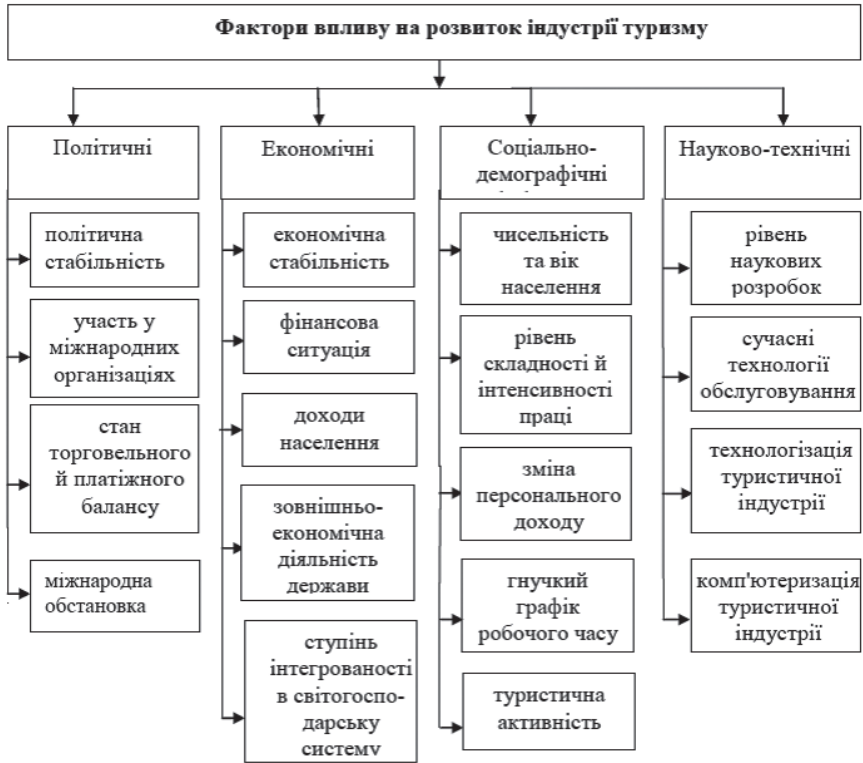 Фактори впливу на розвиток індустрії туризму
Політичні
політична
стабільність
участь у
міжнародних
організаціях
стан
торговельного
й платіжного
балансу
міжнародна
обстановка
Економічні
економічна
стабільність
фінансова
ситуація
доходи
населення
зовнішньо-
економічна
діяльність
держави
ступінь
інтегрованості
в світогоспо-
дарську
систему
Соціально-
демографічні
чисельність
та вік
населення
рівень
складності й
інтенсивності
праці
зміна
персонального
доходу
гнучкий
графік
робочого часу
туристична
активність
Науково-технічні
рівень
наукових
розробок
сучасні
технології
обслуговування
технологізація
туристичної
індустрії
комп'ютеризація
туристичної
індустрії